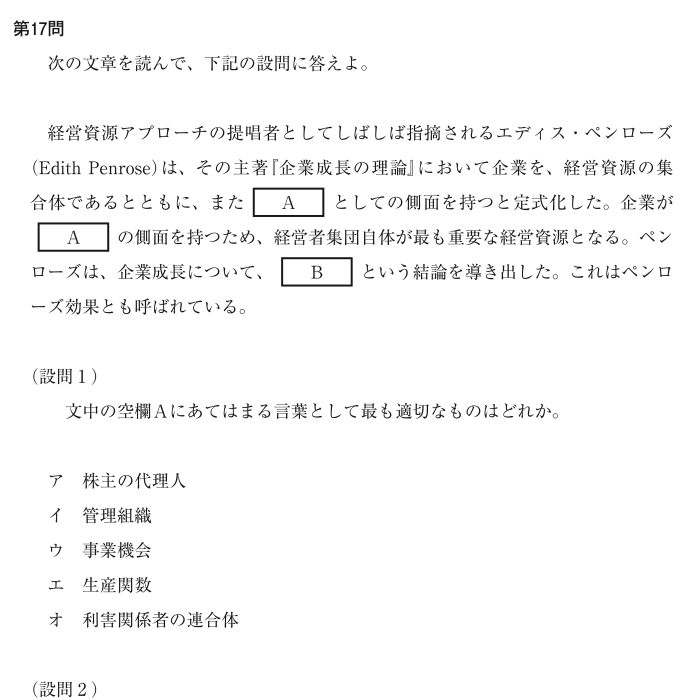 第17問
次の文章を読んで、下記の設問に答えよ。
経営資源アプローチの提唱者としてしばしば指摘されるエディス・ペンローズ
(Edith Penrose)は、その主著『企業成長の理論』において企業を、経営資源の集
合体であるとともに、また A としての側面を持つと定式化した。企業が
A の側面を持つため、経営者集団自体が最も重要な経営資源となる。ペン
ローズは、企業成長について、 B という結論を導き出した。これはペンロ
ーズ効果とも呼ばれている。
(設問1)
文中の空欄Aにあてはまる言葉として最も適切なものはどれか。
ア 株主の代理人
イ 管理組織
ウ 事業機会
エ 生産関数
オ 利害関係者の連合体
(設問2)